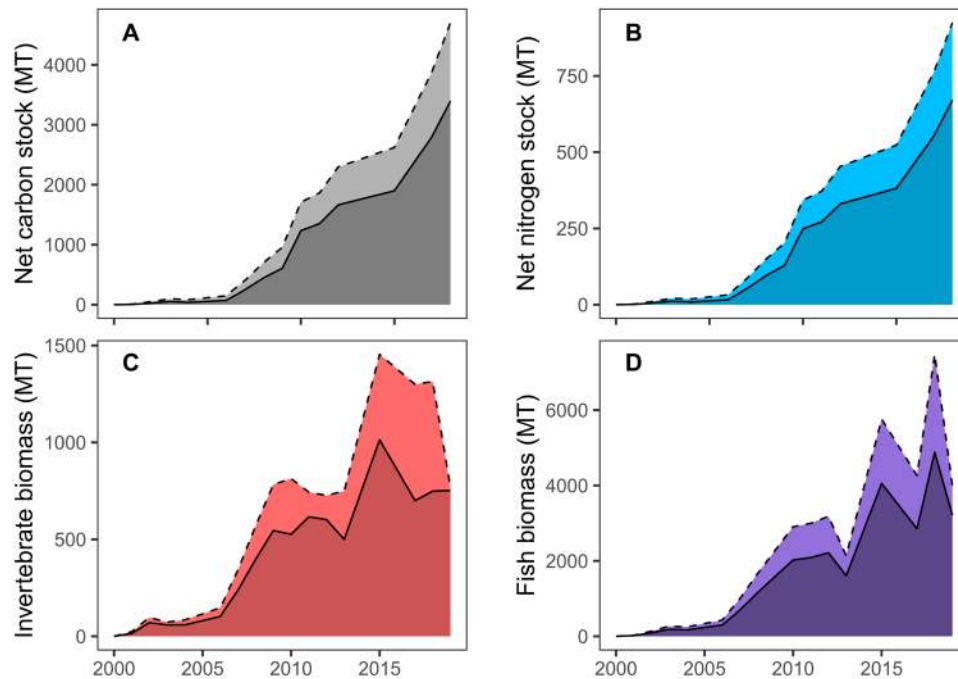 A
Net carbon stock (MT)
4000
3000
2000
1000
0
B
Net nitrogen stock (MT)
750
500
250
0
C
Invertebrate biomass (MT)
1500
1000
500
0
2000 2005 2010 2015
D
Fish biomass (MT)
6000
4000
2000
0
2000 2005 2010 2015